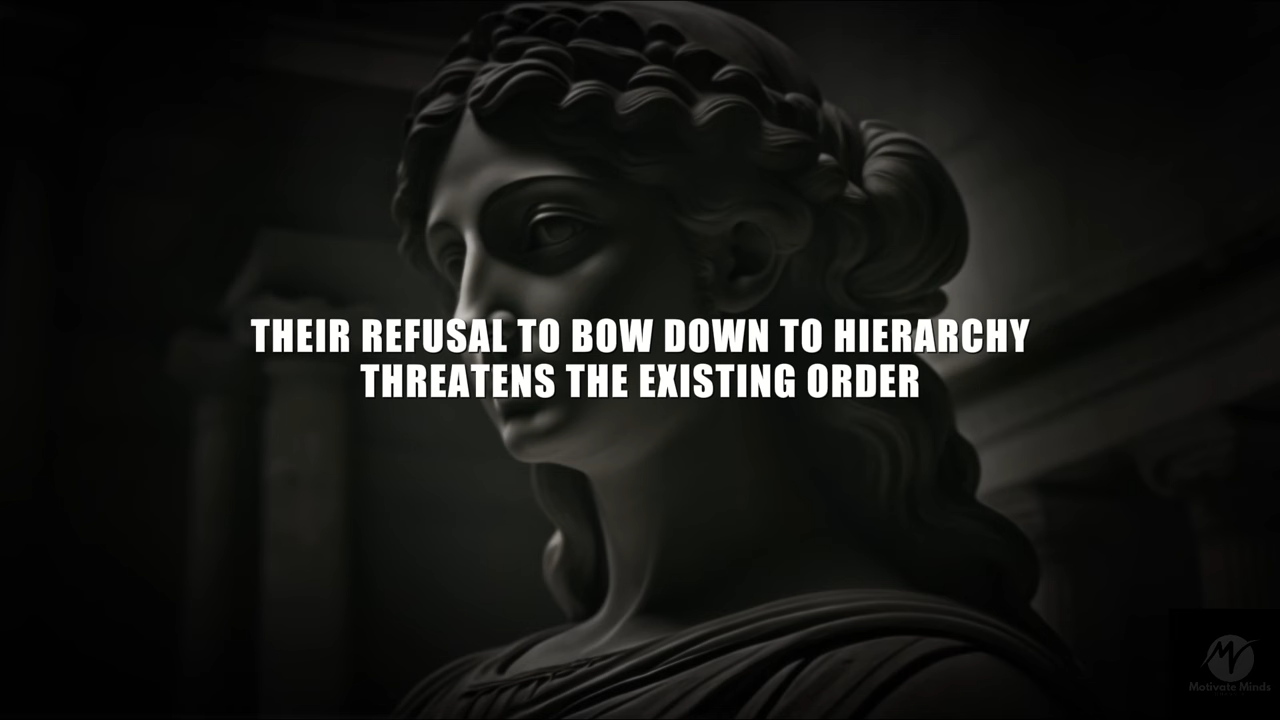 THEIR REFUSAL TO BOW DOWN TO HIERARCHY
THREATENS THE EXISTING ORDER
Motivate Minds